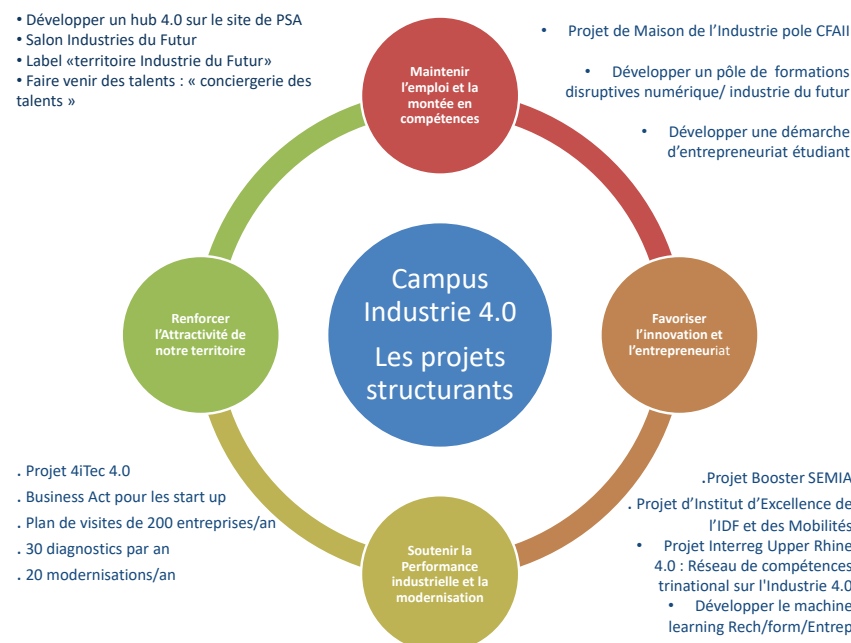 • Développer un hub 4.0 sur le site de PSA
• Salon Industries du Futur
• Label «territoire Industrie du Futur»
• Faire venir des talents : « conciergerie des
talents »
Maintenir
l'emploi et la
montée en
compétences
• Projet de Maison de l'Industrie pole CFAII
• Développer un pôle de formations
disruptives numérique/ industrie du futur
• Développer une démarche
d'entrepreneuriat étudiant
Campus
Industrie 4.0
Les projets
structurants
Renforcer
l'Attractivité de
notre territoire
Favoriser
l'innovation et
l'entrepreneuriat
. Projet 4iTec 4.0
. Business Act pour les start up
. Plan de visites de 200 entreprises/an
. 30 diagnostics par an
. 20 modernisations/an
Soutenir la
Performance
industrielle et la
modernisation
.Projet Booster SEMIA
. Projet d'Institut d'Excellence de
l'IDF et des Mobilités
• Projet Interreg Upper Rhine
4.0 : Réseau de compétences
trinational sur l'Industrie 4.0
• Développer le machine
learning Rech/form/Entrep